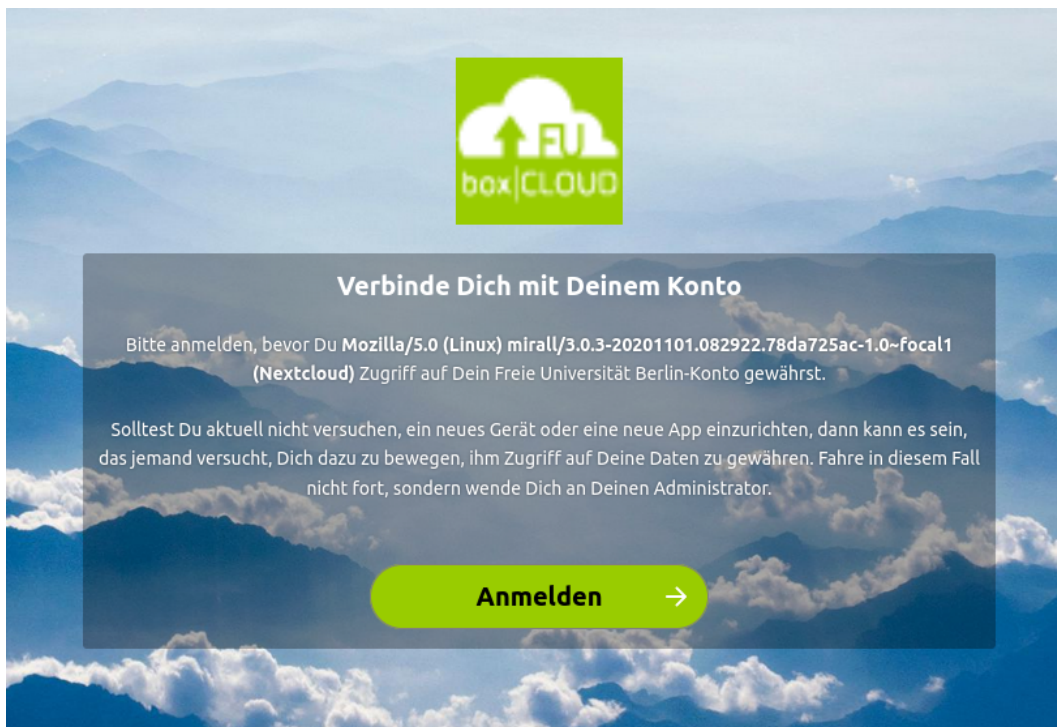 FU
box|CLOUD
Verbinde Dich mit Deinem Konto
Bitte anmelden, bevor Du Mozilla/5.0 (Linux) mirall/3.0.3-20201101.082922.78da725ac-1.0~focal1
(Nextcloud) Zugriff auf Dein Freie Universität Berlin-Konto gewährst.
Solltest Du aktuell nicht versuchen, ein neues Gerät oder eine neue App einzurichten, dann kann es sein,
das jemand versucht, Dich dazu zu bewegen, ihm Zugriff auf Deine Daten zu gewähren. Fahre in diesem Fall
nicht fort, sondern wende Dich an Deinen Administrator.
Anmelden